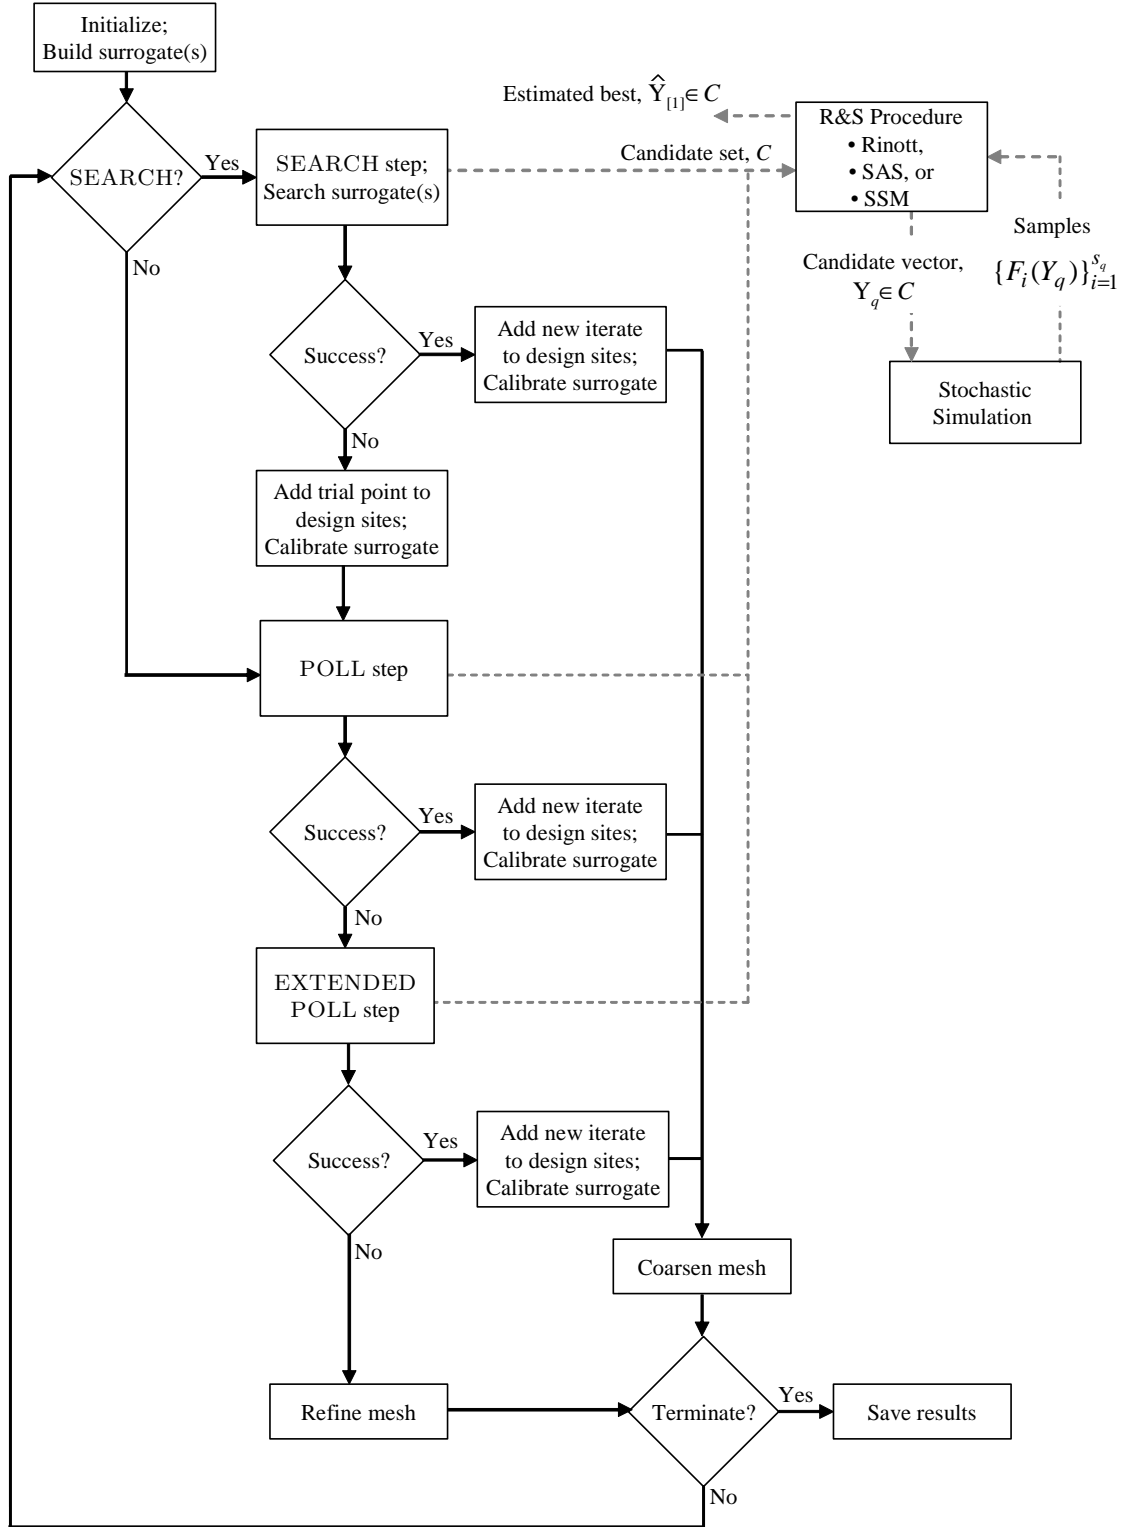 Initialize;
Build surrogate(s)
SEARCH?
Yes
No
SEARCH step;
Search surrogate(s)
Estimated best, Ŷ[1]∈ C
Candidate set, C
R&S Procedure
• Rinott,
• SAS, or
• SSM
Candidate vector,
Yq∈ C
Samples
{F_i(Y_q)}_{i=1}^{s_q}
Stochastic
Simulation
Success?
Yes
No
Add new iterate
to design sites;
Calibrate surrogate
Add trial point to
design sites;
Calibrate surrogate
POLL step
Success?
Yes
No
Add new iterate
to design sites;
Calibrate surrogate
EXTENDED
POLL step
Success?
Yes
No
Add new iterate
to design sites;
Calibrate surrogate
Coarsen mesh
Refine mesh
Terminate?
Yes
No
Save results